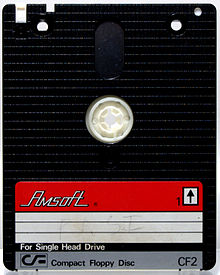 Amsoft ®
1
For Single Head Drive
CF Compact Floppy Disc CF2